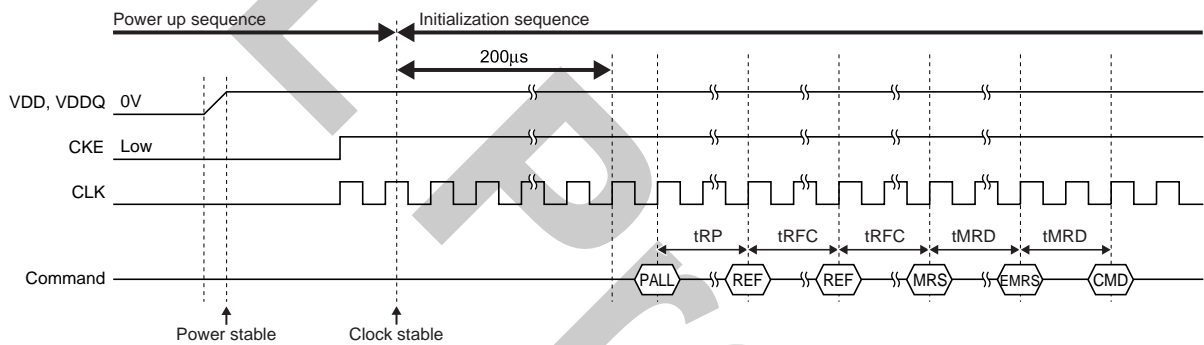 Power up sequence Initialization sequence
200μs
VDD, VDDQ 0V
CKE Low
CLK
tRP tRFC tRFC tMRD tMRD
Command PALL REF REF MRS EMRS CMD
Power stable Clock stable